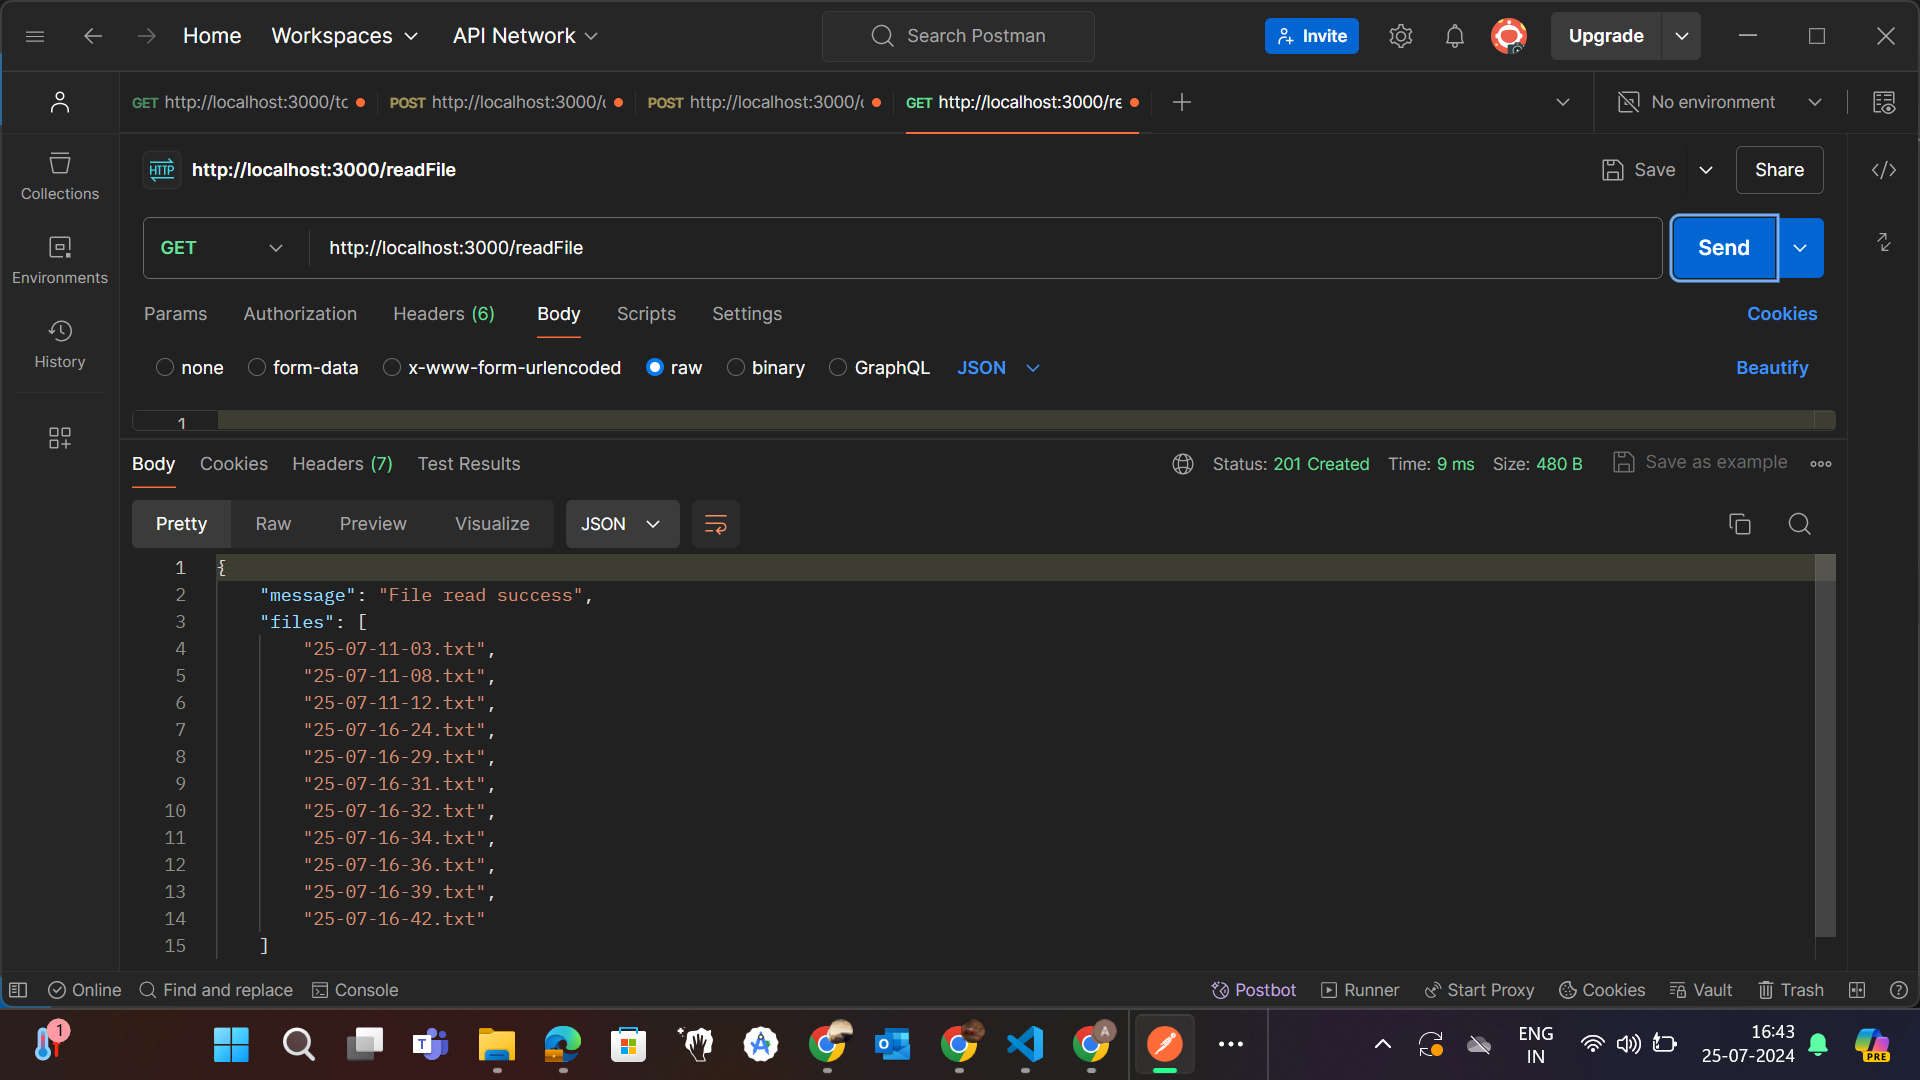 Home Workspaces API Network Search Postman Invite Upgrade
GET http://localhost:3000/tc POST http://localhost:3000/c POST http://localhost:3000/c GET http://localhost:3000/re No environment
HTTP http://localhost:3000/readFile Save Share
Collections
Environments
History
GET http://localhost:3000/readFile Send
Params Authorization Headers (6) Body Scripts Settings Cookies
none form-data x-www-form-urlencoded raw binary GraphQL JSON Beautify
1
Body Cookies Headers (7) Test Results Status: 201 Created Time: 9 ms Size: 480 B Save as example
Pretty Raw Preview Visualize JSON
1 {
2 "message": "File read success",
3 "files": [
4 "25-07-11-03.txt",
5 "25-07-11-08.txt",
6 "25-07-11-12.txt",
7 "25-07-16-24.txt",
8 "25-07-16-29.txt",
9 "25-07-16-31.txt",
10 "25-07-16-32.txt",
11 "25-07-16-34.txt",
12 "25-07-16-36.txt",
13 "25-07-16-39.txt",
14 "25-07-16-42.txt"
15 ]
Online Find and replace Console Postbot Runner Start Proxy Cookies Vault Trash
1
A
ENG
IN
16:43
25-07-2024
PRE